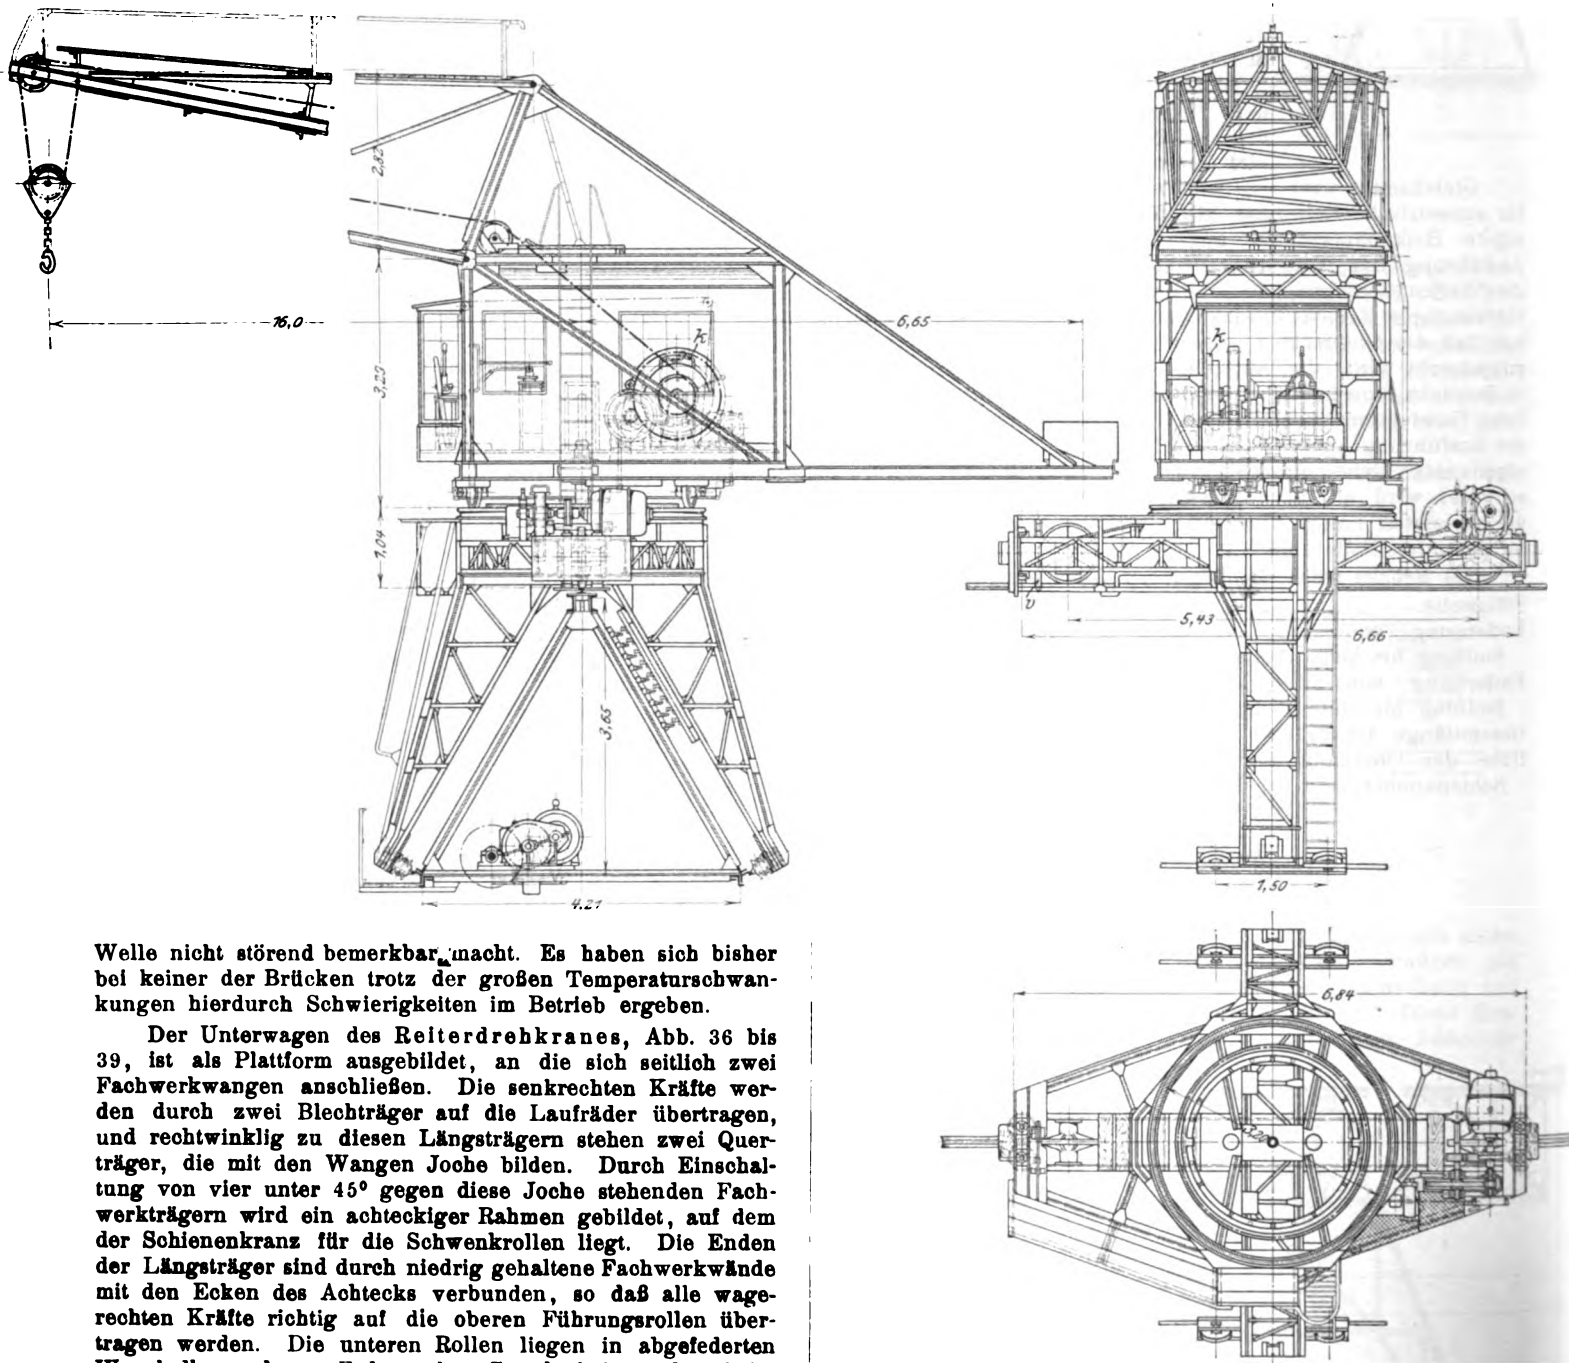 2,82
16,0
6,65
k
3,20
1,04
3,65
4.21
k
v
5,43
6,66
1,50
6,84
Welle nicht störend bemerkbar macht. Es haben sich bisher
bei keiner der Brücken trotz der großen Temperaturschwan-
kungen hierdurch Schwierigkeiten im Betrieb ergeben.
Der Unterwagen des Reiterdrehkranes, Abb. 36 bis
39, ist als Plattform ausgebildet, an die sich seitlich zwei
Fachwerkwangen anschließen. Die senkrechten Kräfte wer-
den durch zwei Blechträger auf die Laufräder übertragen,
und rechtwinklig zu diesen Längsträgern stehen zwei Quer-
träger, die mit den Wangen Joche bilden. Durch Einschal-
tung von vier unter 45° gegen diese Joche stehenden Fach-
werkträgern wird ein achteckiger Rahmen gebildet, auf dem
der Schienenkranz für die Schwenkrollen liegt. Die Enden
der Längsträger sind durch niedrig gehaltene Fachwerkwände
mit den Ecken des Achtecks verbunden, so daß alle wage-
rechten Kräfte richtig auf die oberen Führungsrollen über-
tragen werden. Die unteren Rollen liegen in abgefederten